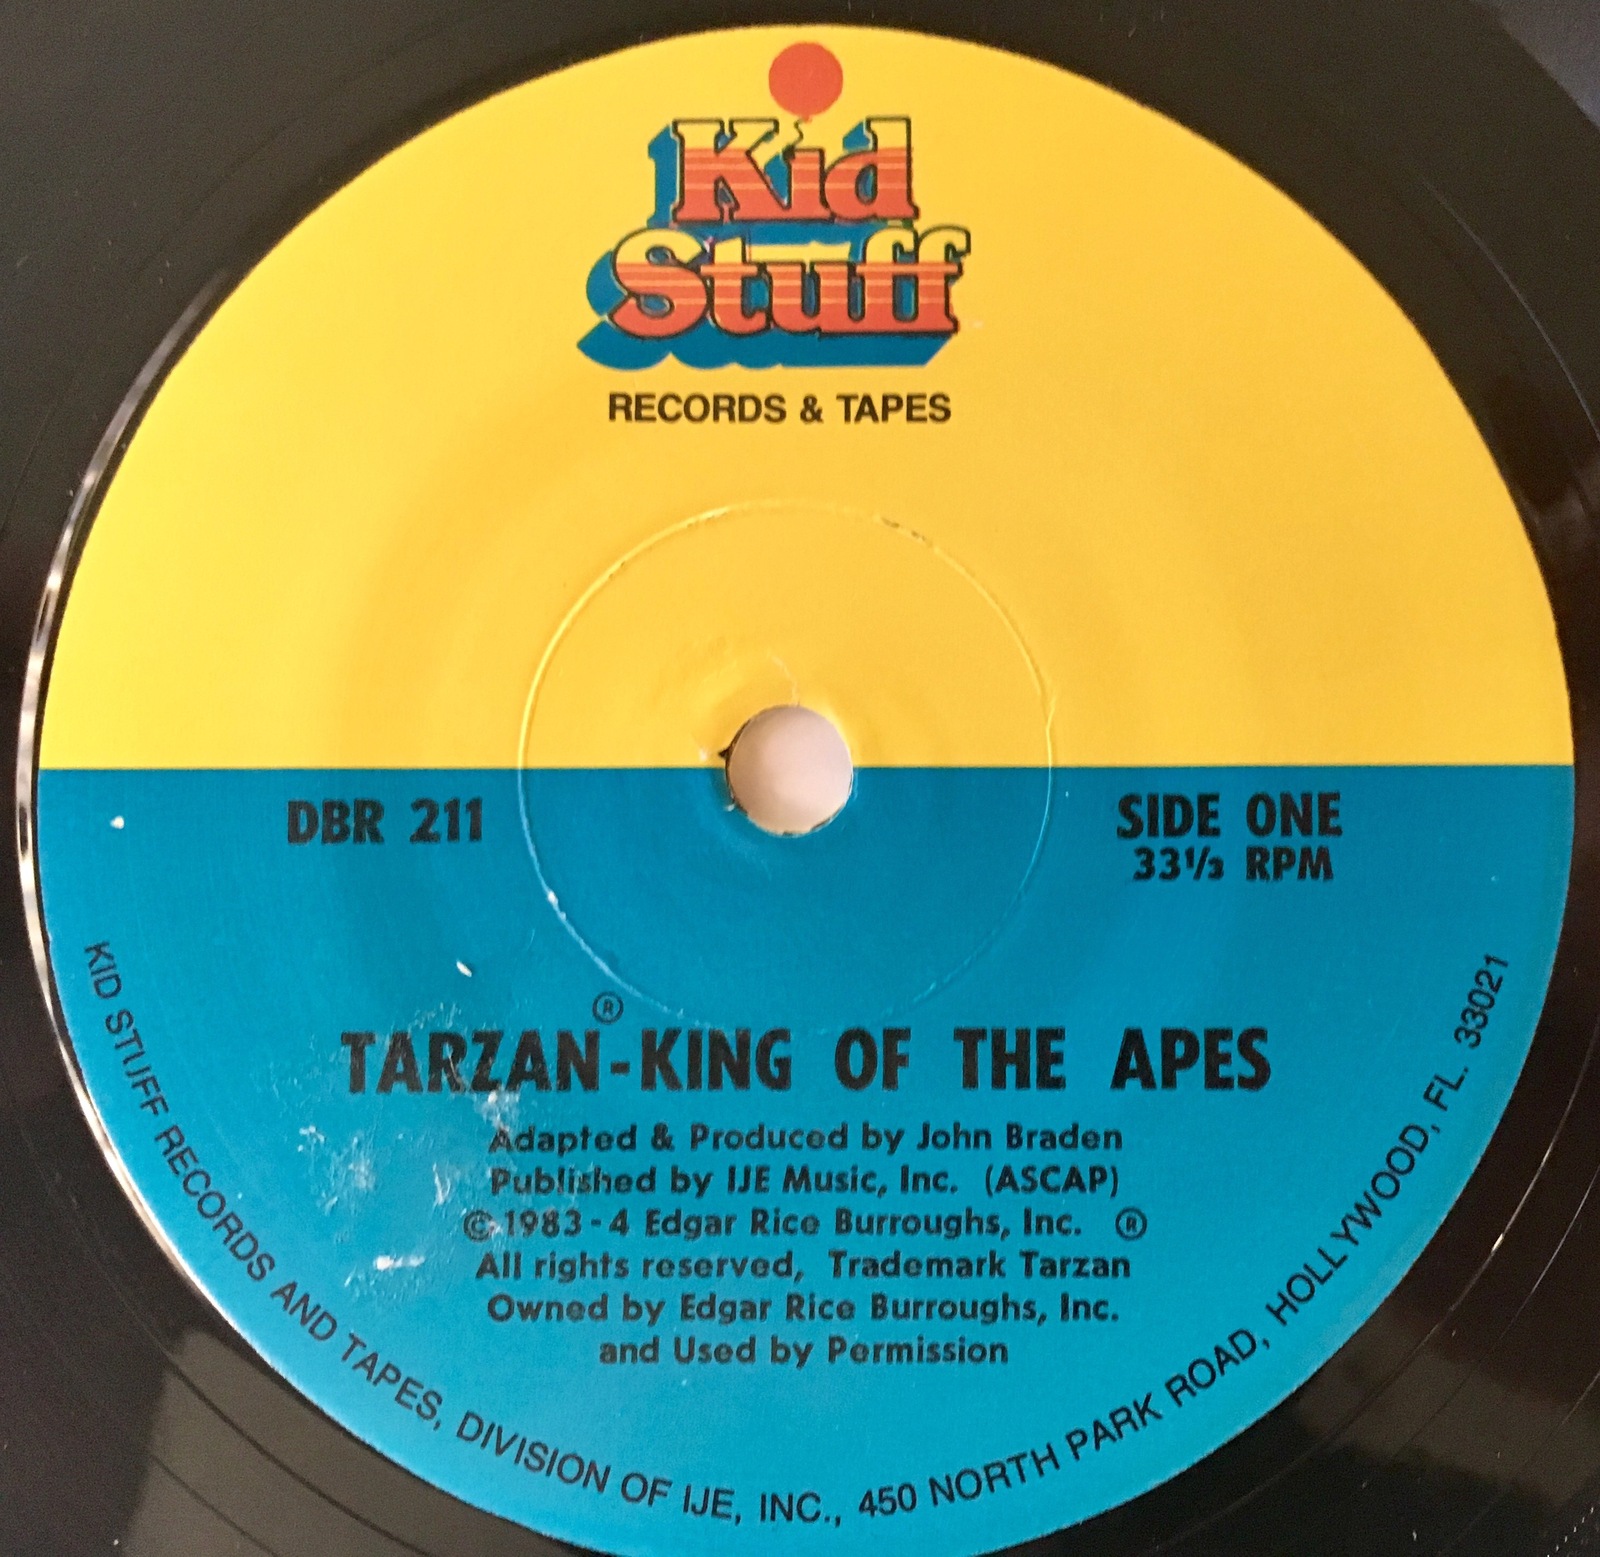 Kid
Stuff
RECORDS & TAPES
DBR 211
SIDE ONE
33⅓ RPM
®
TARZAN-KING OF THE APES
Adapted & Produced by John Braden
Published by IJE Music, Inc. (ASCAP)
© 1983-4 Edgar Rice Burroughs, Inc. ®
All rights reserved, Trademark Tarzan
Owned by Edgar Rice Burroughs, Inc.
and Used by Permission
KID STUFF RECORDS AND TAPES, DIVISION OF IJE, INC., 450 NORTH PARK ROAD, HOLLYWOOD, FL. 33021